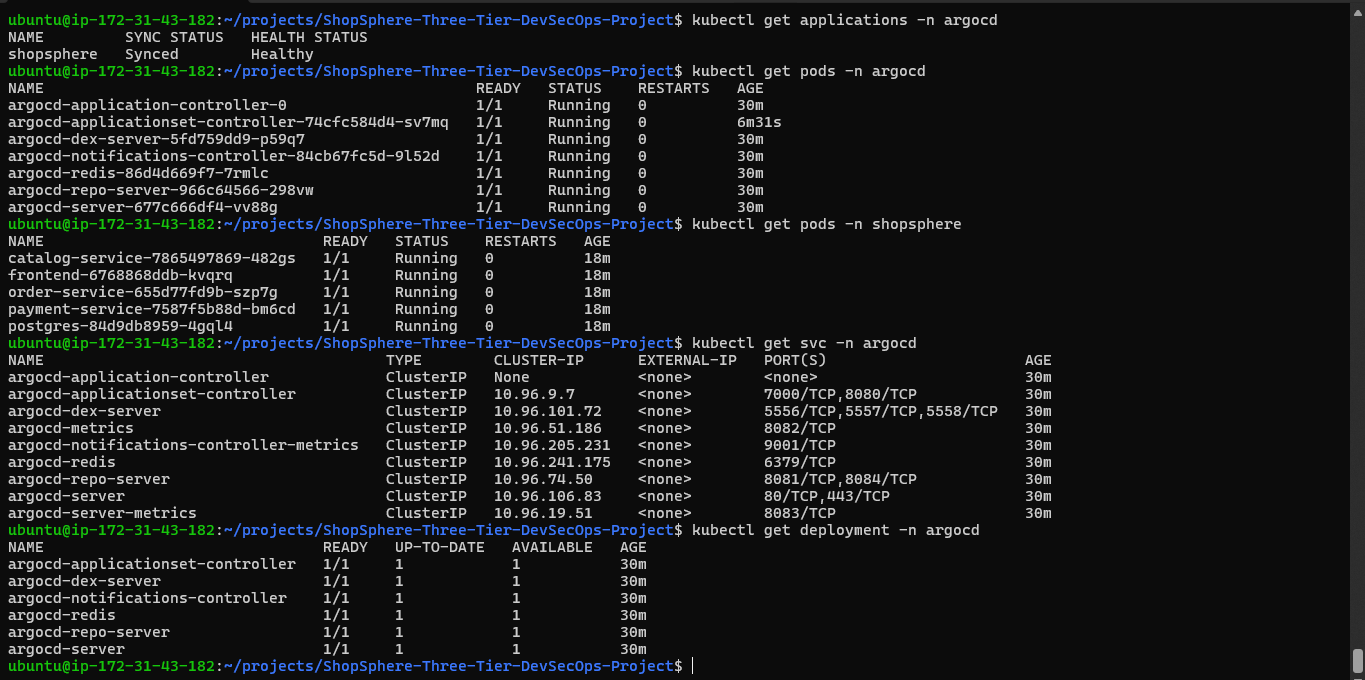 ubuntu@ip-172-31-43-182:~/projects/ShopSphere-Three-Tier-DevSecOps-Project$ kubectl get applications -n argocd
NAME         SYNC STATUS   HEALTH STATUS
shopsphere   Synced        Healthy
ubuntu@ip-172-31-43-182:~/projects/ShopSphere-Three-Tier-DevSecOps-Project$ kubectl get pods -n argocd
NAME                                                READY   STATUS    RESTARTS   AGE
argocd-application-controller-0                     1/1     Running   0          30m
argocd-applicationset-controller-74cfc584d4-sv7mq   1/1     Running   0          6m31s
argocd-dex-server-5fd759dd9-p59q7                   1/1     Running   0          30m
argocd-notifications-controller-84cb67fc5d-9l52d    1/1     Running   0          30m
argocd-redis-86d4d669f7-7rmlc                       1/1     Running   0          30m
argocd-repo-server-966c64566-298vw                  1/1     Running   0          30m
argocd-server-677c666df4-vv88g                      1/1     Running   0          30m
ubuntu@ip-172-31-43-182:~/projects/ShopSphere-Three-Tier-DevSecOps-Project$ kubectl get pods -n shopsphere
NAME                               READY   STATUS    RESTARTS   AGE
catalog-service-7865497869-482gs   1/1     Running   0          18m
frontend-6768868ddb-kvqrq          1/1     Running   0          18m
order-service-655d77fd9b-szp7g     1/1     Running   0          18m
payment-service-7587f5b88d-bm6cd   1/1     Running   0          18m
postgres-84d9db8959-4gql4          1/1     Running   0          18m
ubuntu@ip-172-31-43-182:~/projects/ShopSphere-Three-Tier-DevSecOps-Project$ kubectl get svc -n argocd
NAME                                      TYPE        CLUSTER-IP      EXTERNAL-IP   PORT(S)                      AGE
argocd-application-controller             ClusterIP   None            <none>        <none>                       30m
argocd-applicationset-controller          ClusterIP   10.96.9.7       <none>        7000/TCP,8080/TCP            30m
argocd-dex-server                         ClusterIP   10.96.101.72    <none>        5556/TCP,5557/TCP,5558/TCP   30m
argocd-metrics                            ClusterIP   10.96.51.186    <none>        8082/TCP                     30m
argocd-notifications-controller-metrics   ClusterIP   10.96.205.231   <none>        9001/TCP                     30m
argocd-redis                              ClusterIP   10.96.241.175   <none>        6379/TCP                     30m
argocd-repo-server                        ClusterIP   10.96.74.50     <none>        8081/TCP,8084/TCP            30m
argocd-server                             ClusterIP   10.96.106.83    <none>        80/TCP,443/TCP               30m
argocd-server-metrics                     ClusterIP   10.96.19.51     <none>        8083/TCP                     30m
ubuntu@ip-172-31-43-182:~/projects/ShopSphere-Three-Tier-DevSecOps-Project$ kubectl get deployment -n argocd
NAME                               READY   UP-TO-DATE   AVAILABLE   AGE
argocd-applicationset-controller   1/1     1            1           30m
argocd-dex-server                  1/1     1            1           30m
argocd-notifications-controller    1/1     1            1           30m
argocd-redis                       1/1     1            1           30m
argocd-repo-server                 1/1     1            1           30m
argocd-server                      1/1     1            1           30m
ubuntu@ip-172-31-43-182:~/projects/ShopSphere-Three-Tier-DevSecOps-Project$